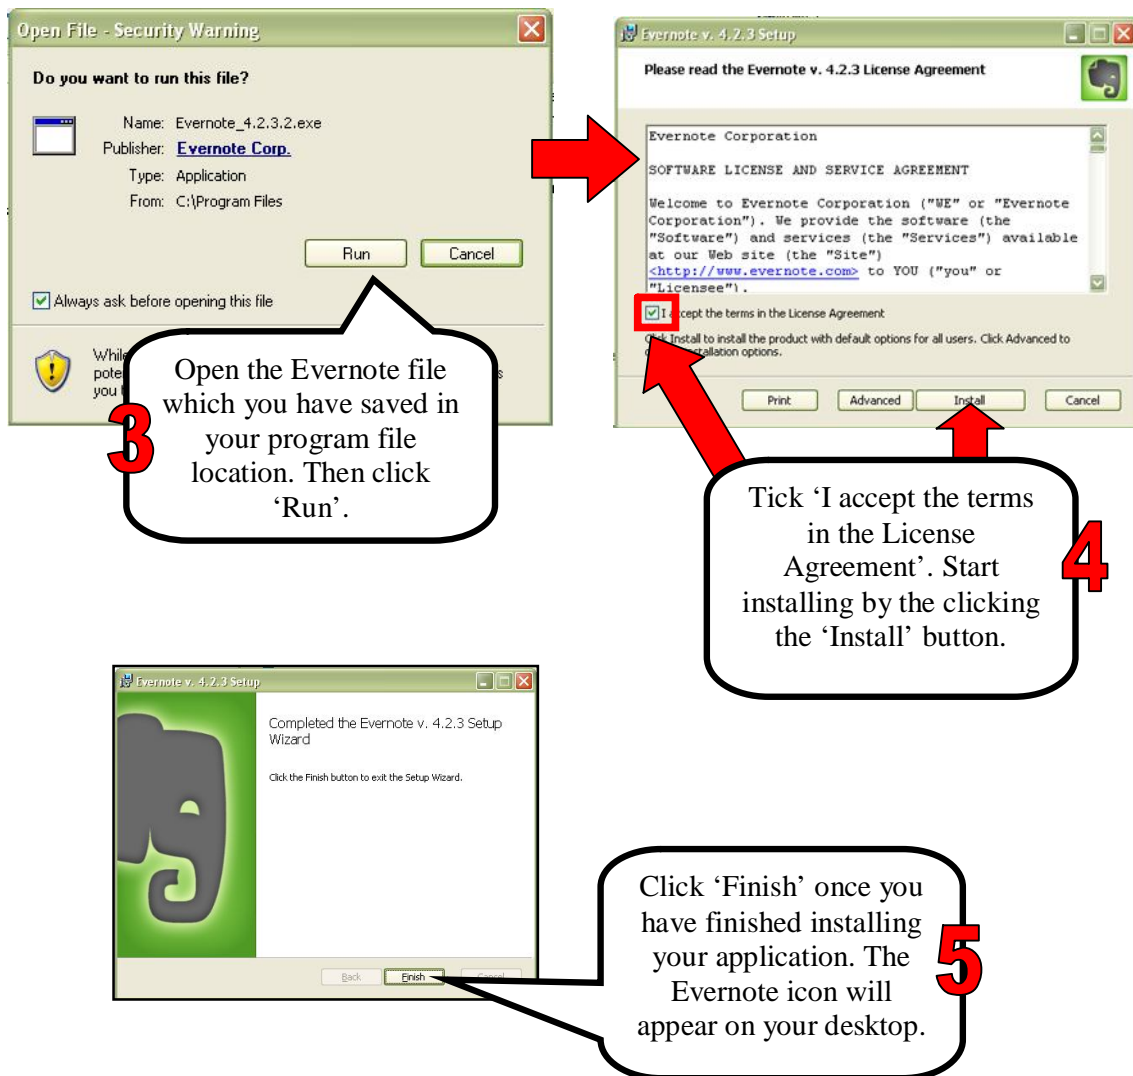 Open File - Security Warning
Do you want to run this file?
Name: Evernote_4.2.3.2.exe
Publisher: Evernote Corp.
Type: Application
From: C:\Program Files
Run Cancel
Always ask before opening this file
While
you
3
Open the Evernote file
which you have saved in
your program file
location. Then click
‘Run’.
Evernote v. 4.2.3 Setup
Please read the Evernote v. 4.2.3 License Agreement
Evernote Corporation
SOFTWARE LICENSE AND SERVICE AGREEMENT
Welcome to Evernote Corporation ("WE" or "Evernote
Corporation"). We provide the software (the
"Software") and services (the "Services") available
at our Web site (the "Site")
<http://www.evernote.com> to YOU ("you" or
"Licensee").
I accept the terms in the License Agreement
Click Install to install the product with default options for all users. Click Advanced to
installation options.
Print Advanced Install Cancel
Tick ‘I accept the terms
in the License
Agreement’. Start
installing by the clicking
the ‘Install’ button.
4
Evernote v. 4.2.3 Setup
Completed the Evernote v. 4.2.3 Setup
Wizard
Click the Finish button to exit the Setup Wizard.
Back Finish Cancel
Click ‘Finish’ once you
have finished installing
your application. The
Evernote icon will
appear on your desktop.
5